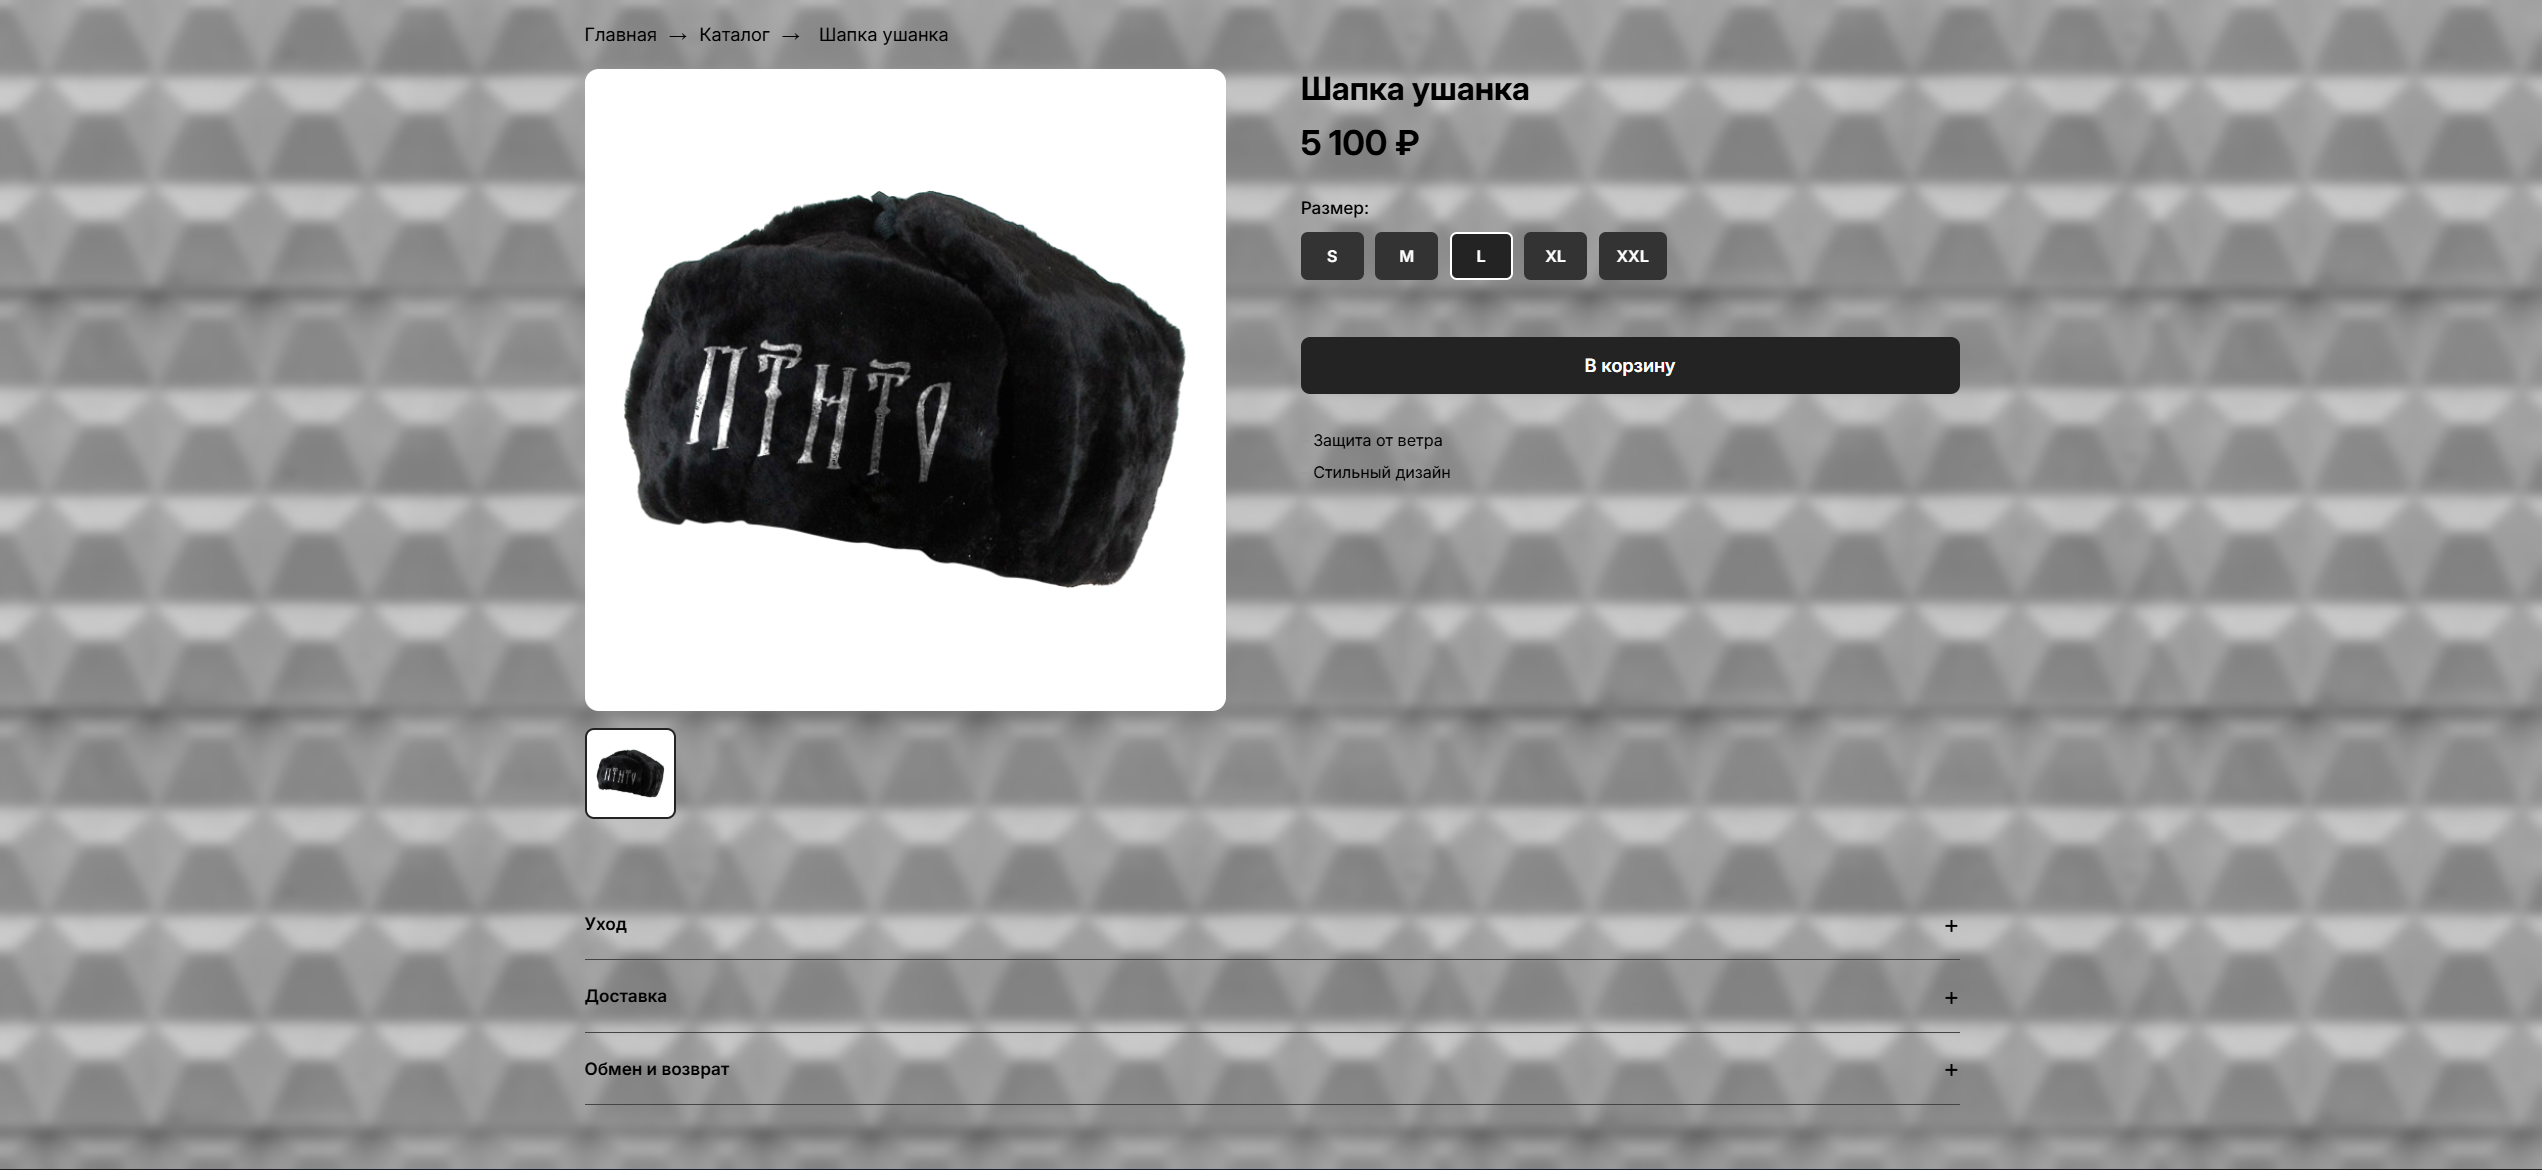 Главная → Каталог → Шапка ушанка
Шапка ушанка
5 100 ₽
Размер:
S M L XL XXL
В корзину
Защита от ветра
Стильный дизайн
ПТНТО
Уход +
Доставка +
Обмен и возврат +